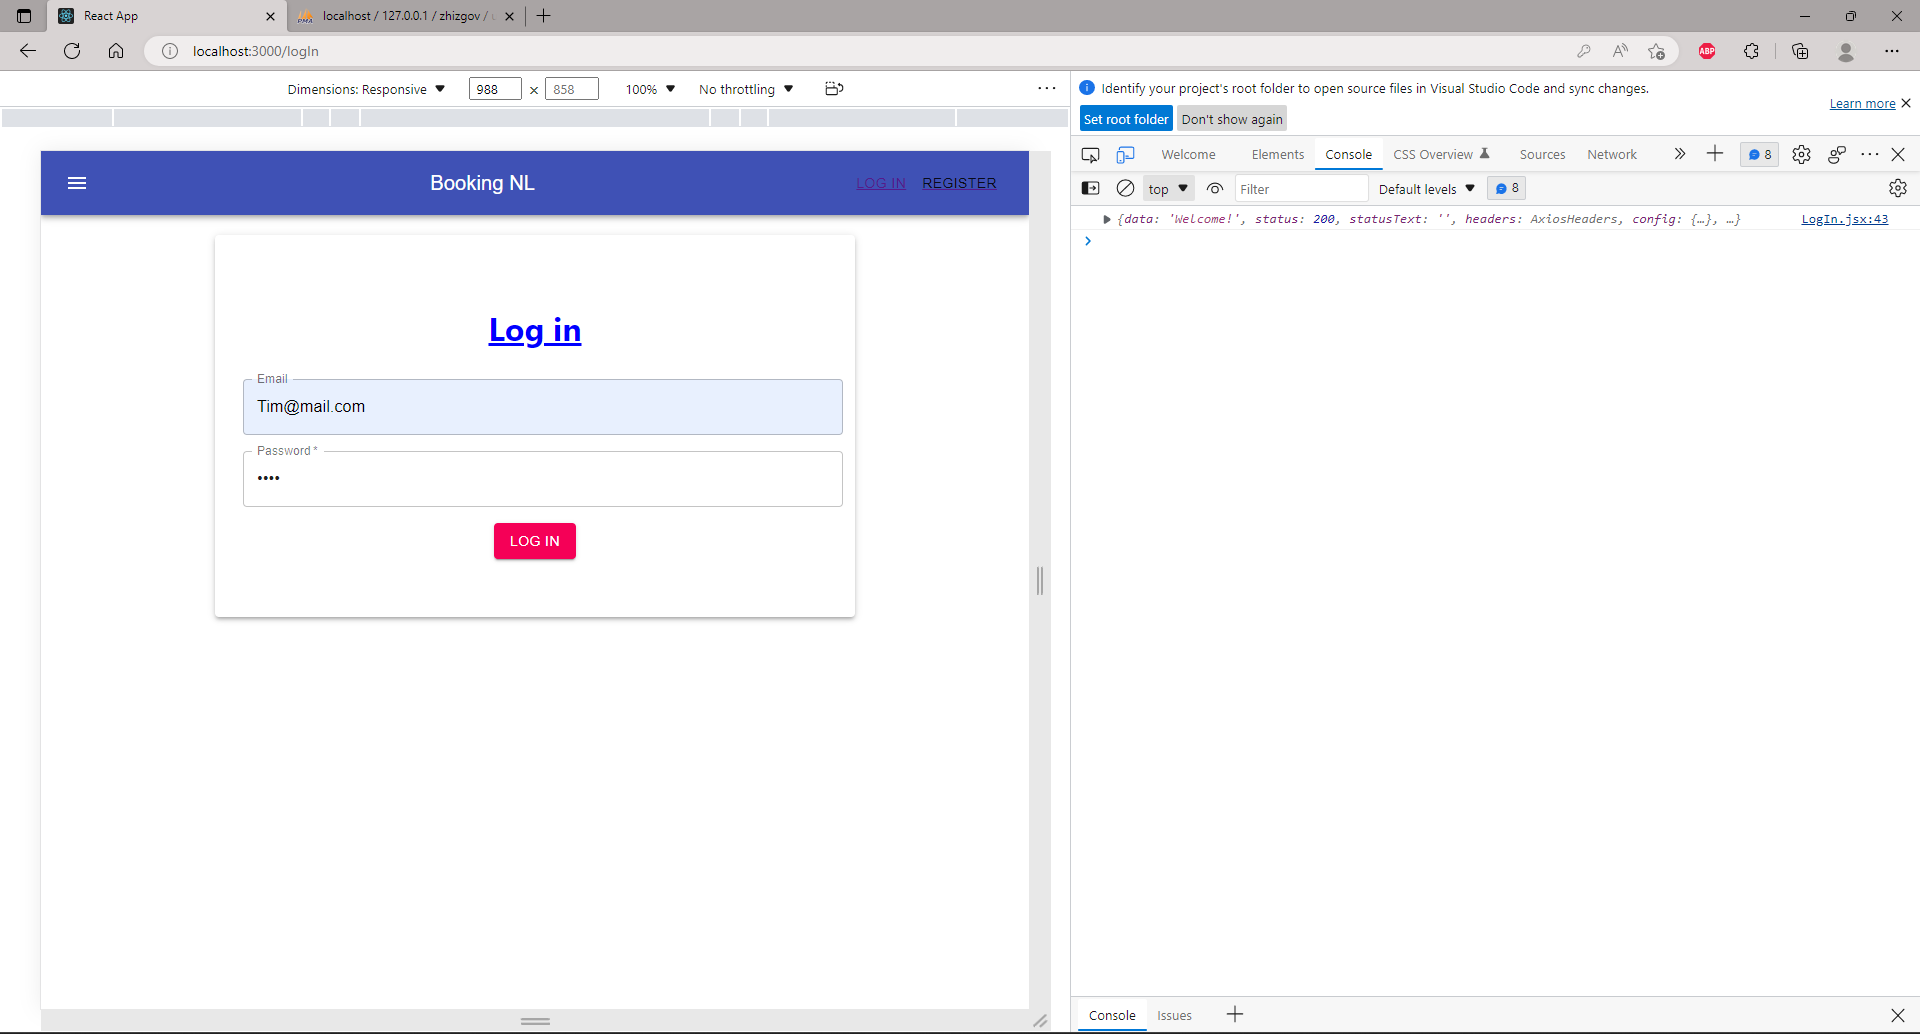 React App
localhost / 127.0.0.1 / zhizgov /
localhost:3000/logIn
ABP
Dimensions: Responsive
988 × 858
100%
No throttling
Booking NL
LOG IN
REGISTER
Log in
Email
Tim@mail.com
Password *
••••
LOG IN
Identify your project's root folder to open source files in Visual Studio Code and sync changes.
Learn more
Set root folder
Don't show again
Welcome
Elements
Console
CSS Overview
Sources
Network
8
top
Filter
Default levels
8
{data: 'Welcome!', status: 200, statusText: '', headers: AxiosHeaders, config: {…}, …}
LogIn.jsx:43
Console
Issues